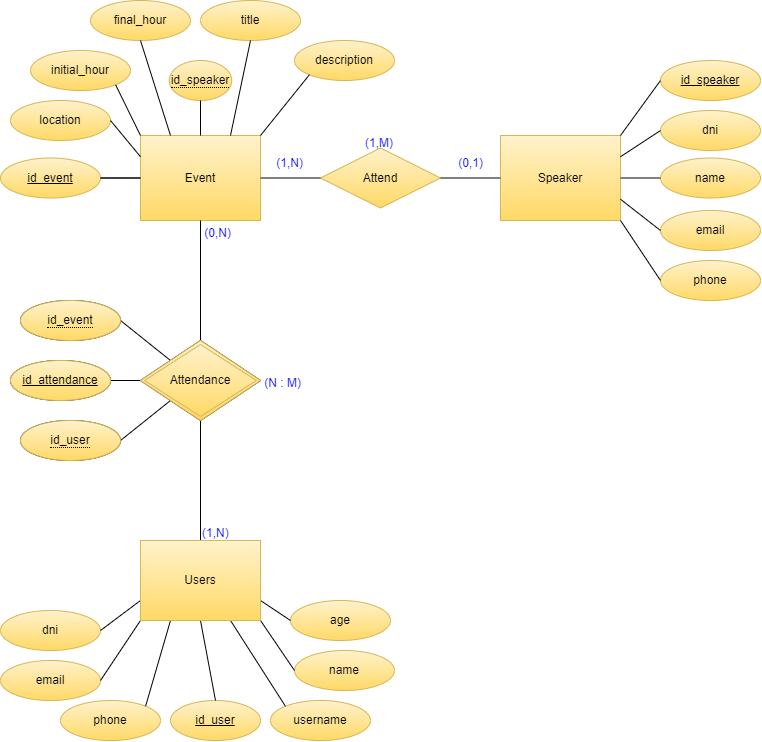 final_hour
title
initial_hour
id_speaker
description
location
id_event
Event
(1,N)
(1,M)
Attend
(0,1)
Speaker
id_speaker
dni
name
email
phone
(0,N)
id_event
id_attendance
id_user
Attendance
(N : M)
(1,N)
Users
dni
email
phone
id_user
username
name
age